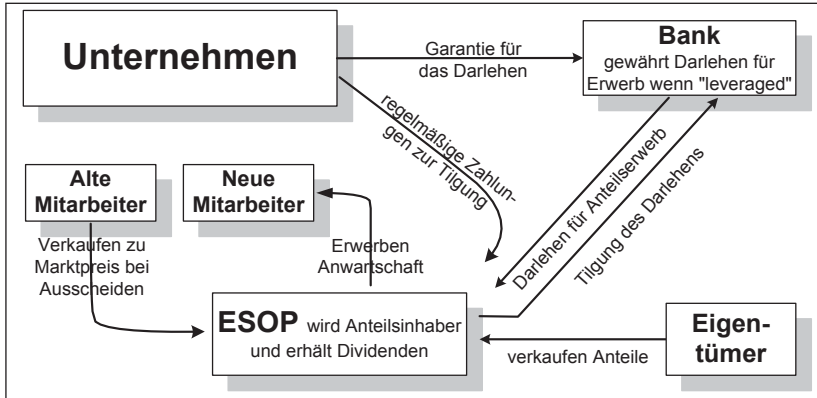 Unternehmen
Garantie für
das Darlehen
Bank
gewährt Darlehen für
Erwerb wenn "leveraged"
regelmäßige Zahlun-
gen zur Tilgung
Darlehen für Anteilserwerb
Tilgung des Darlehens
Alte
Mitarbeiter
Neue
Mitarbeiter
Verkaufen zu
Marktpreis bei
Ausscheiden
Erwerben
Anwartschaft
ESOP wird Anteilsinhaber
und erhält Dividenden
verkaufen Anteile
Eigen-
tümer